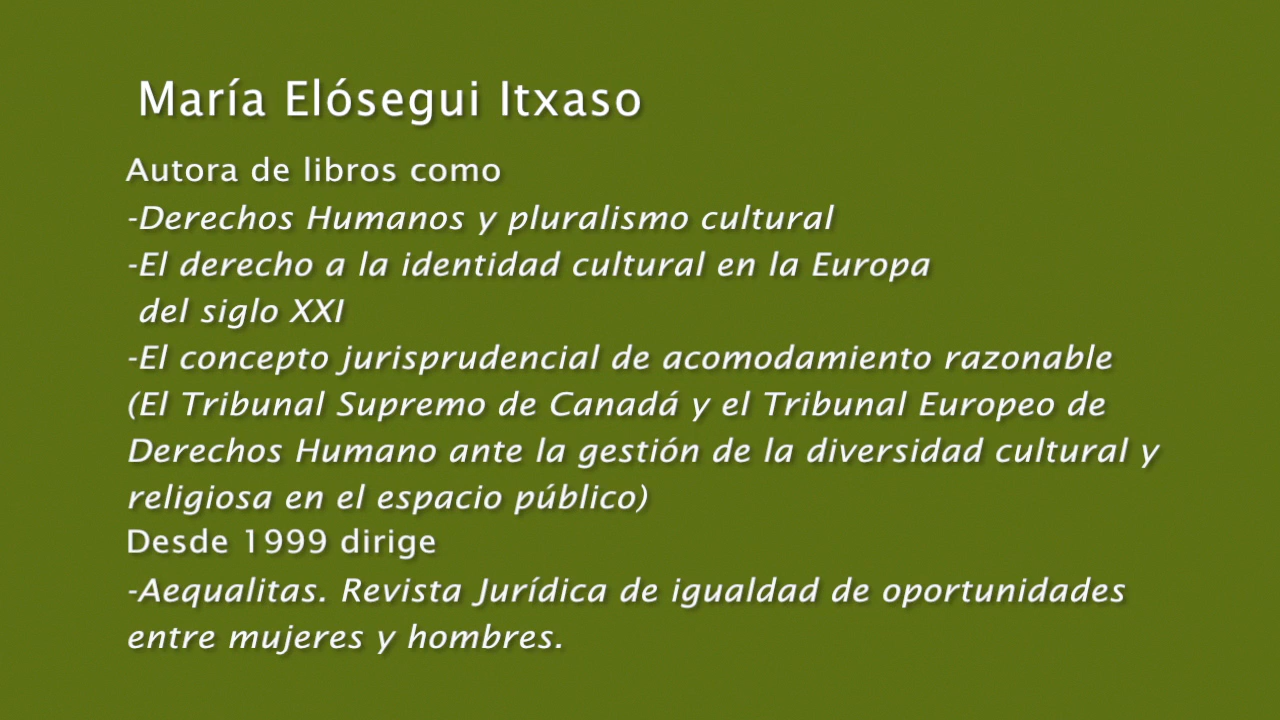 María Elósegui Itxaso
Autora de libros como
-Derechos Humanos y pluralismo cultural
-El derecho a la identidad cultural en la Europa
del siglo XXI
-El concepto jurisprudencial de acomodamiento razonable
(El Tribunal Supremo de Canadá y el Tribunal Europeo de
Derechos Humano ante la gestión de la diversidad cultural y
religiosa en el espacio público)
Desde 1999 dirige
-Aequalitas. Revista Jurídica de igualdad de oportunidades
entre mujeres y hombres.